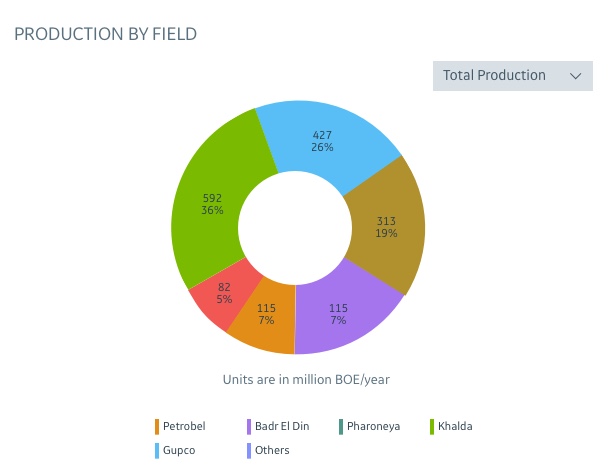 PRODUCTION BY FIELD
Total Production
427
26%
592
36%
313
19%
82
5%
115
7%
115
7%
Units are in million BOE/year
Petrobel Badr El Din Pharoneya Khalda
Gupco Others